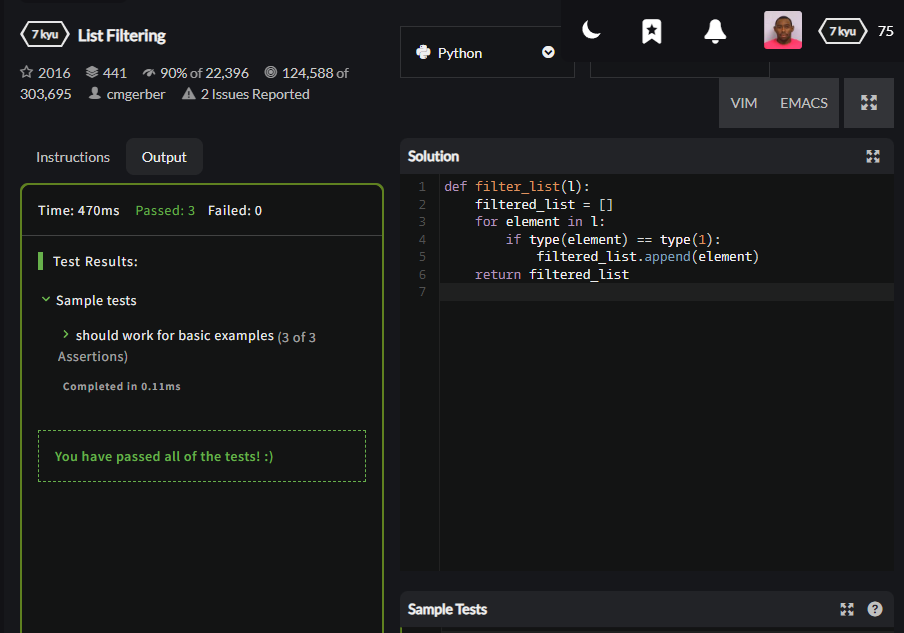 7 kyu List Filtering
2016 441 90% of 22,396 124,588 of
303,695 cmgerber 2 Issues Reported
Python
7 kyu 75
VIM EMACS
Instructions Output
Time: 470ms Passed: 3 Failed: 0
Test Results:
Sample tests
should work for basic examples (3 of 3
Assertions)
Completed in 0.11ms
You have passed all of the tests! :)
Solution
1 def filter_list(l):
2     filtered_list = []
3     for element in l:
4         if type(element) == type(1):
5             filtered_list.append(element)
6     return filtered_list
7
Sample Tests ?